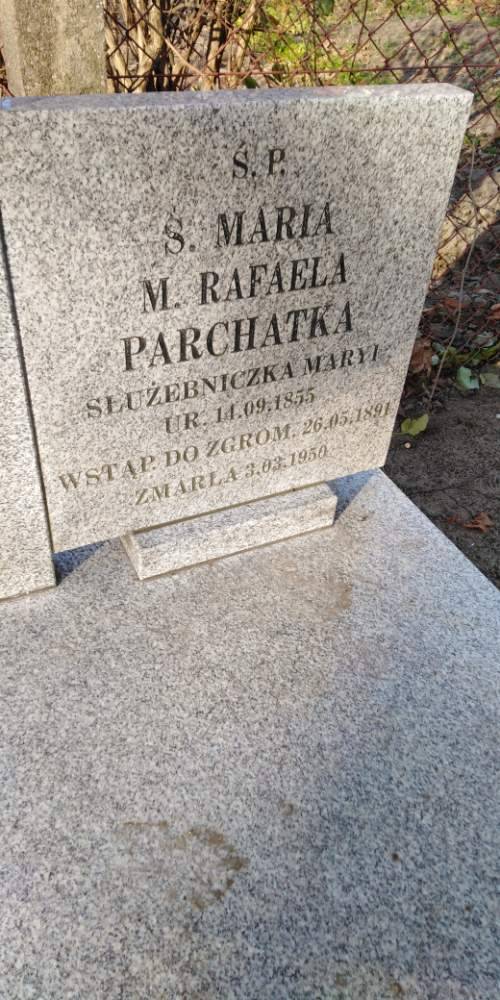 Ś. P.
S. MARIA
M. RAFAELA
PARCHATKA
SŁUŻEBNICZKA MARYI
UR. 14.09.1855
WSTĄP. DO ZGROM. 26.05.1891
ZMARŁA 3.03.1950